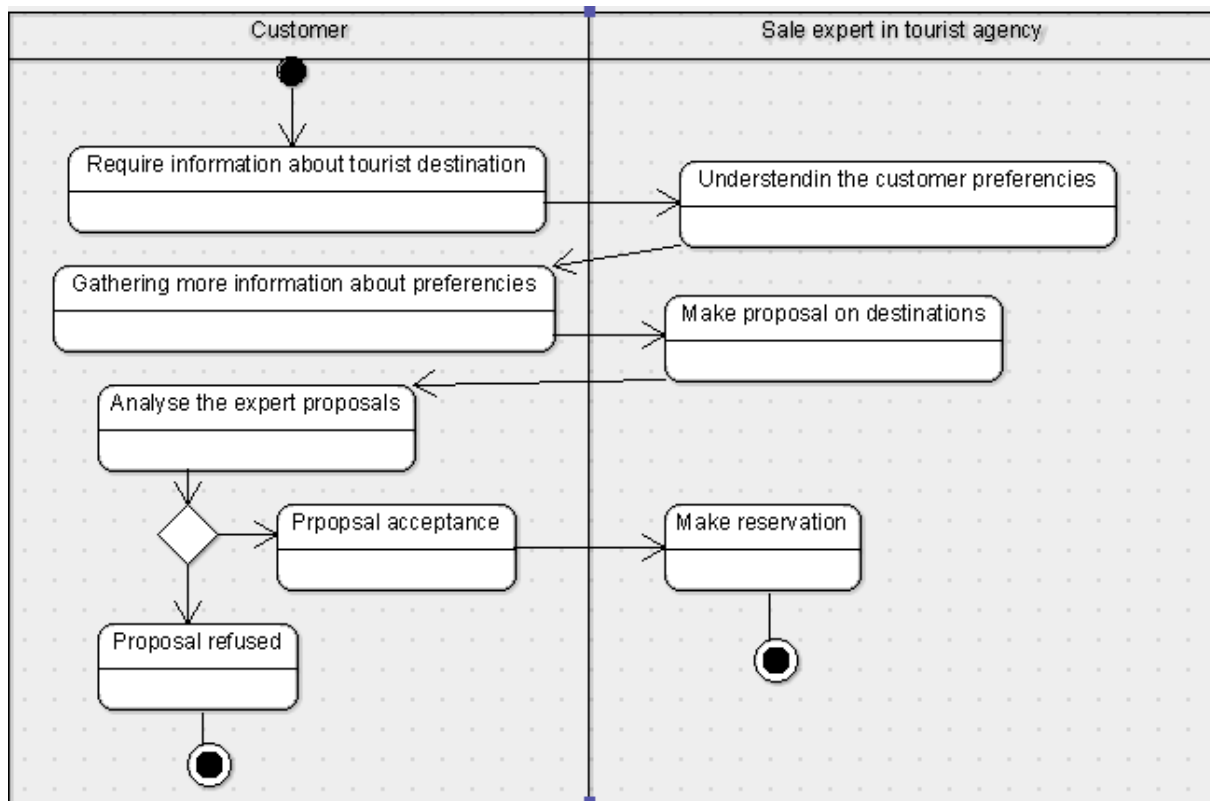 Customer
Sale expert in tourist agency
Require information about tourist destination
Understendin the customer preferencies
Gathering more information about preferencies
Make proposal on destinations
Analyse the expert proposals
Prpopsal acceptance
Make reservation
Proposal refused